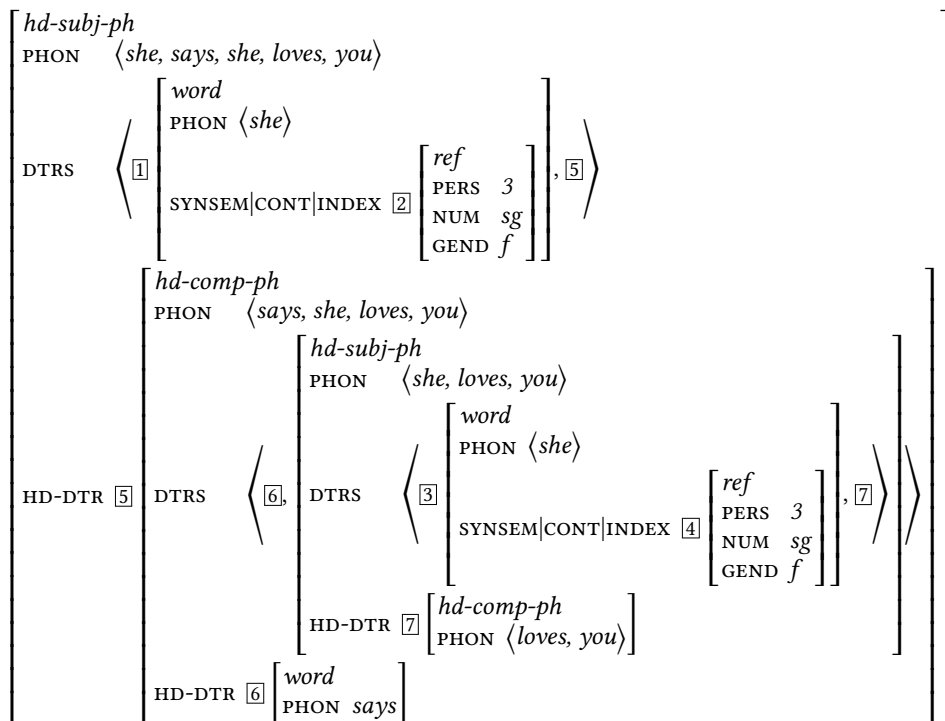 hd-subj-ph
PHON ⟨she, says, she, loves, you⟩
word
PHON ⟨she⟩
DTRS ⟨ 1 SYNSEM|CONT|INDEX 2 ref , 5 ⟩
PERS 3
NUM sg
GEND f
hd-comp-ph
PHON ⟨says, she, loves, you⟩
hd-subj-ph
PHON ⟨she, loves, you⟩
word
PHON ⟨she⟩
HD-DTR 5 DTRS ⟨ 6 , DTRS ⟨ 3 SYNSEM|CONT|INDEX 4 ref , 7 ⟩ ⟩
PERS 3
NUM sg
GEND f
HD-DTR 7 hd-comp-ph
PHON ⟨loves, you⟩
HD-DTR 6 word
PHON says